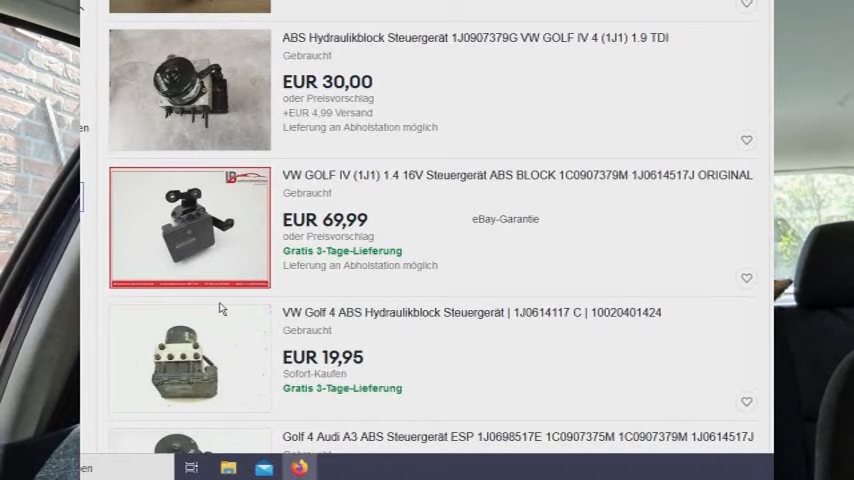 ABS Hydraulikblock Steuergerät 1J0907379G VW GOLF IV 4 (1J1) 1.9 TDI
Gebraucht
EUR 30,00
oder Preisvorschlag
+EUR 4,99 Versand
Lieferung an Abholstation möglich
VW GOLF IV (1J1) 1.4 16V Steuergerät ABS BLOCK 1C0907379M 1J0614517J ORIGINAL
Gebraucht
EUR 69,99
eBay-Garantie
oder Preisvorschlag
Gratis 3-Tage-Lieferung
Lieferung an Abholstation möglich
VW Golf 4 ABS Hydraulikblock Steuergerät | 1J0614117 C | 10020401424
Gebraucht
EUR 19,95
Sofort-Kaufen
Gratis 3-Tage-Lieferung
Golf 4 Audi A3 ABS Steuergerät ESP 1J0698517E 1C0907375M 1C0907379M 1J0614517J